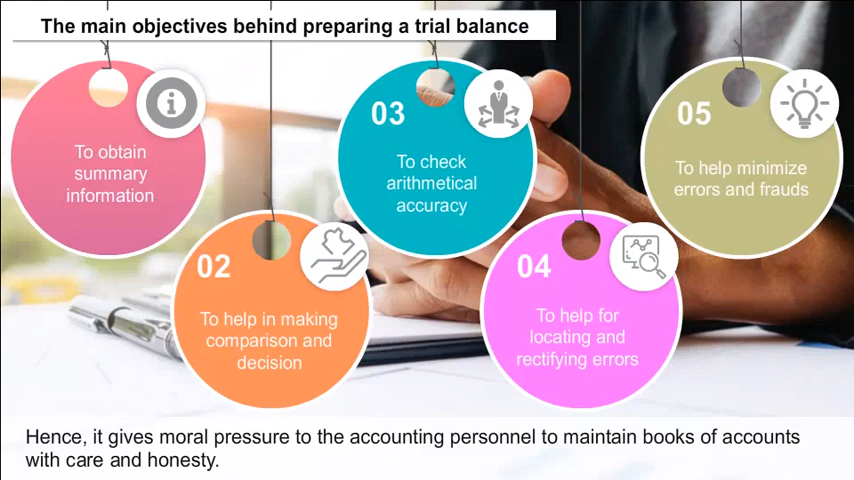 The main objectives behind preparing a trial balance
To obtain
summary
information
02
To help in making
comparison and
decision
03
To check
arithmetical
accuracy
04
To help for
locating and
rectifying errors
05
To help minimize
errors and frauds
Hence, it gives moral pressure to the accounting personnel to maintain books of accounts
with care and honesty.